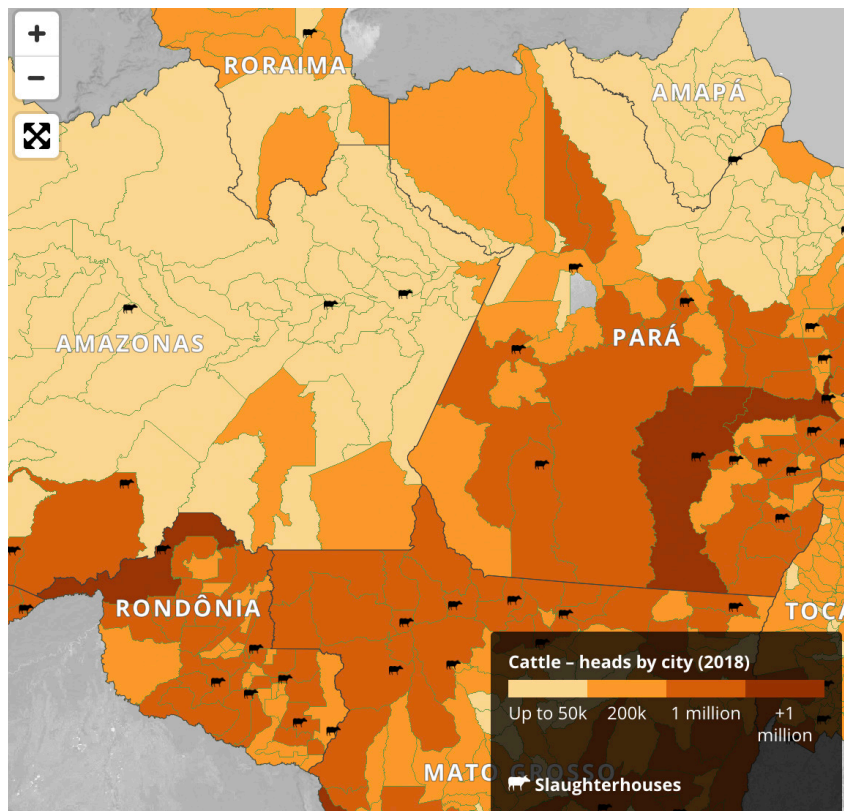 +
−
RORAIMA
AMAPÁ
AMAZONAS
PARÁ
RONDÔNIA
TOCA
MATO GROSSO
Cattle – heads by city (2018)
Up to 50k 200k 1 million +1 million
Slaughterhouses